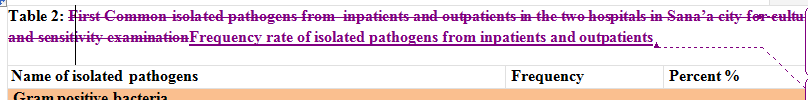 Table 2: First Common isolated pathogens from inpatients and outpatients in the two hospitals in Sana’a city for cultu
and sensitivity examinationFrequency rate of isolated pathogens from inpatients and outpatients
Name of isolated pathogens Frequency Percent %
Gram positive bacteria